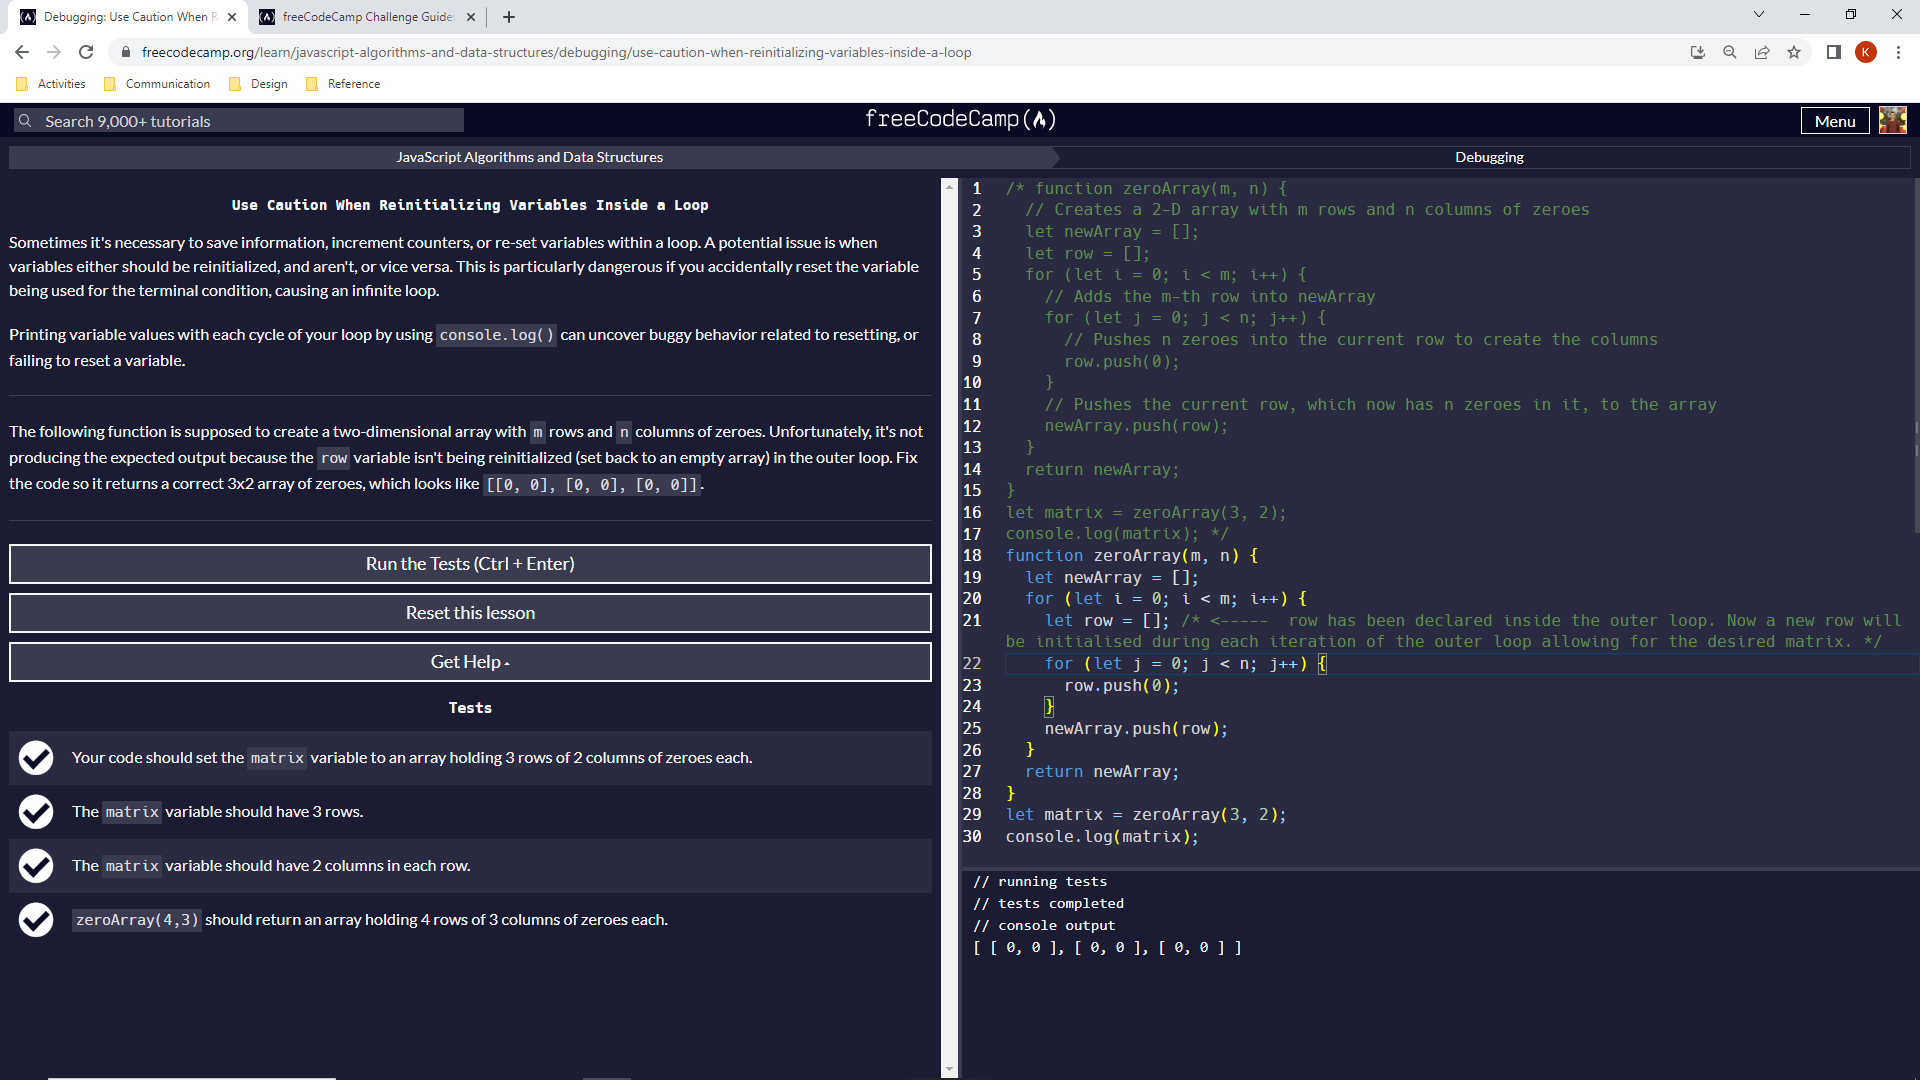 Debugging: Use Caution When R
freeCodeCamp Challenge Guide:
freecodecamp.org/learn/javascript-algorithms-and-data-structures/debugging/use-caution-when-reinitializing-variables-inside-a-loop
K
Activities
Communication
Design
Reference
Search 9,000+ tutorials
freeCodeCamp
Menu
JavaScript Algorithms and Data Structures
Debugging
Use Caution When Reinitializing Variables Inside a Loop
Sometimes it's necessary to save information, increment counters, or re-set variables within a loop. A potential issue is when
variables either should be reinitialized, and aren't, or vice versa. This is particularly dangerous if you accidentally reset the variable
being used for the terminal condition, causing an infinite loop.
Printing variable values with each cycle of your loop by using console.log() can uncover buggy behavior related to resetting, or
failing to reset a variable.
The following function is supposed to create a two-dimensional array with m rows and n columns of zeroes. Unfortunately, it's not
producing the expected output because the row variable isn't being reinitialized (set back to an empty array) in the outer loop. Fix
the code so it returns a correct 3x2 array of zeroes, which looks like [[0, 0], [0, 0], [0, 0]].
Run the Tests (Ctrl + Enter)
Reset this lesson
Get Help
Tests
Your code should set the matrix variable to an array holding 3 rows of 2 columns of zeroes each.
The matrix variable should have 3 rows.
The matrix variable should have 2 columns in each row.
zeroArray(4,3) should return an array holding 4 rows of 3 columns of zeroes each.
1 /* function zeroArray(m, n) {
2 // Creates a 2-D array with m rows and n columns of zeroes
3 let newArray = [];
4 let row = [];
5 for (let i = 0; i < m; i++) {
6 // Adds the m-th row into newArray
7 for (let j = 0; j < n; j++) {
8 // Pushes n zeroes into the current row to create the columns
9 row.push(0);
10 }
11 // Pushes the current row, which now has n zeroes in it, to the array
12 newArray.push(row);
13 }
14 return newArray;
15 }
16 let matrix = zeroArray(3, 2);
17 console.log(matrix); */
18 function zeroArray(m, n) {
19 let newArray = [];
20 for (let i = 0; i < m; i++) {
21 let row = []; /* <----- row has been declared inside the outer loop. Now a new row will
be initialised during each iteration of the outer loop allowing for the desired matrix. */
22 for (let j = 0; j < n; j++) {
23 row.push(0);
24 }
25 newArray.push(row);
26 }
27 return newArray;
28 }
29 let matrix = zeroArray(3, 2);
30 console.log(matrix);
// running tests
// tests completed
// console output
[ [ 0, 0 ], [ 0, 0 ], [ 0, 0 ] ]